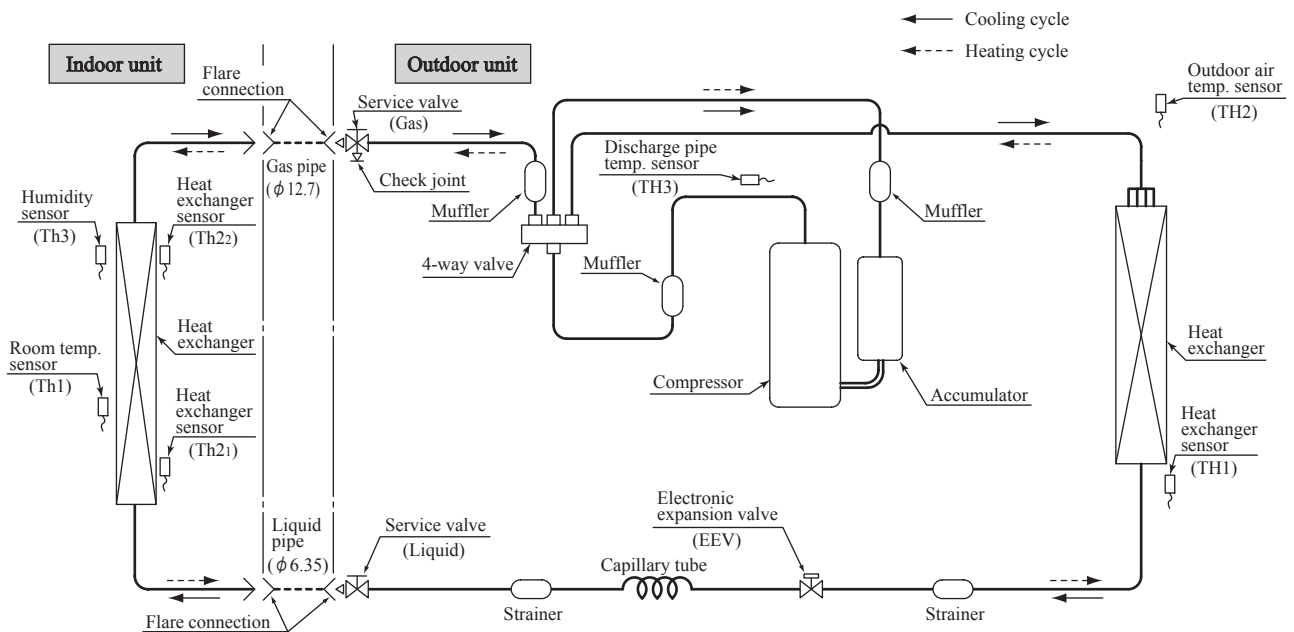 Cooling cycle
Heating cycle
Indoor unit
Outdoor unit
Flare
connection
Service valve
(Gas)
Outdoor air
temp. sensor
(TH2)
Gas pipe
(ϕ12.7)
Check joint
Discharge pipe
temp. sensor
(TH3)
Humidity
sensor
(Th3)
Heat
exchanger
sensor
(Th2₂)
Muffler
Muffler
4-way valve
Muffler
Heat
exchanger
Heat
exchanger
Room temp.
sensor
(Th1)
Compressor
Accumulator
Heat
exchanger
sensor
(Th2₁)
Heat
exchanger
sensor
(TH1)
Liquid
pipe
(ϕ6.35)
Service valve
(Liquid)
Electronic
expansion valve
(EEV)
Capillary tube
Strainer
Strainer
Flare connection